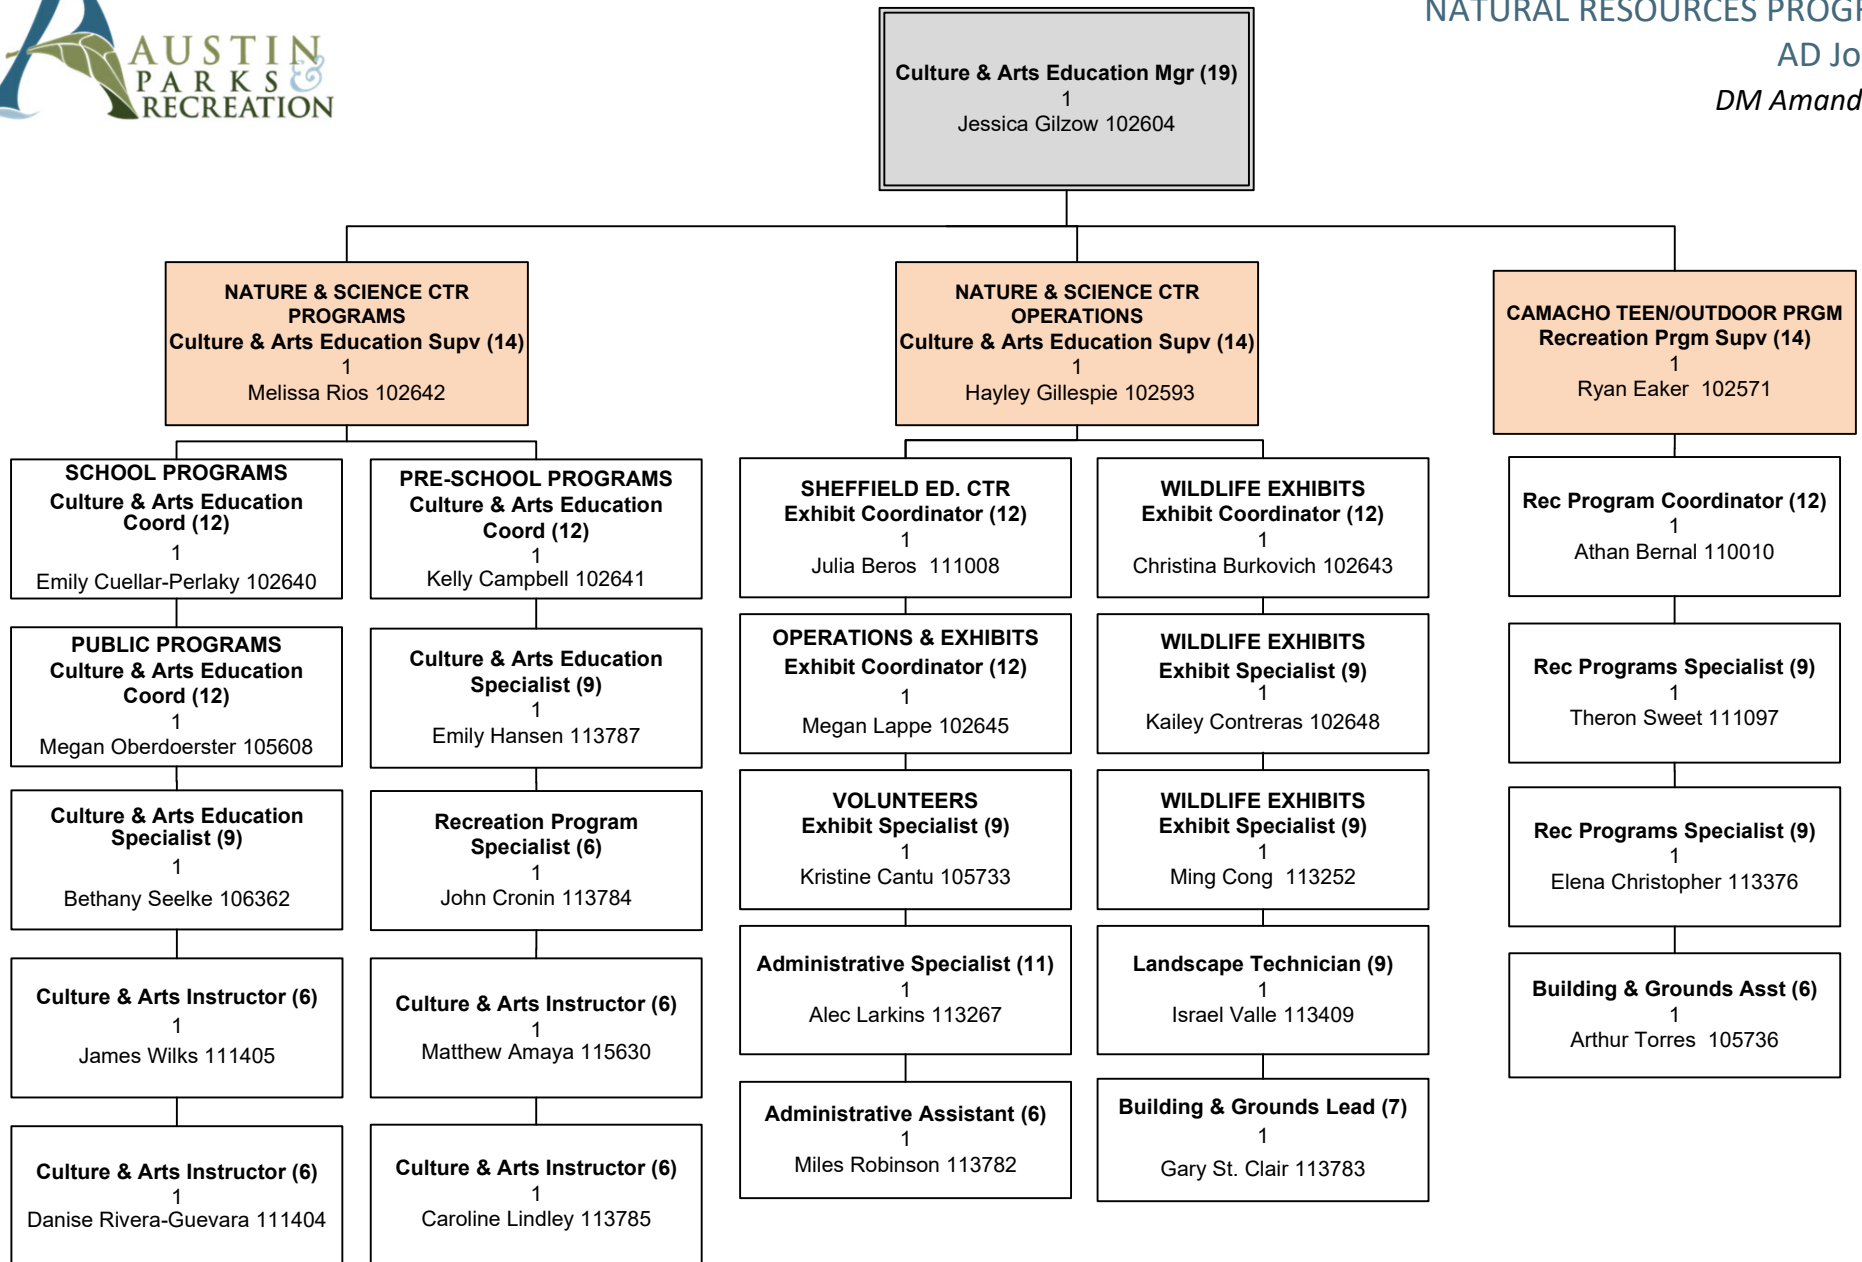 AUSTIN
PARKS &
RECREATION
NATURAL RESOURCES
AD
DM
Culture & Arts Education Mgr (19)
1
Jessica Gilzow 102604
NATURE & SCIENCE CTR
PROGRAMS
Culture & Arts Education Supv (14)
1
Melissa Rios 102642
NATURE & SCIENCE CTR
OPERATIONS
Culture & Arts Education Supv (14)
1
Hayley Gillespie 102593
CAMACHO TEEN/OUTDOOR PRGM
Recreation Prgm Supv (14)
1
Ryan Eaker 102571
SCHOOL PROGRAMS
Culture & Arts Education
Coord (12)
1
Emily Cuellar-Perlaky 102640
PUBLIC PROGRAMS
Culture & Arts Education
Coord (12)
1
Megan Oberdoerster 105608
Culture & Arts Education
Specialist (9)
1
Bethany Seelke 106362
Culture & Arts Instructor (6)
1
James Wilks 111405
Culture & Arts Instructor (6)
1
Danise Rivera-Guevara 111404
PRE-SCHOOL PROGRAMS
Culture & Arts Education
Coord (12)
1
Kelly Campbell 102641
Culture & Arts Education
Specialist (9)
1
Emily Hansen 113787
Recreation Program
Specialist (6)
1
John Cronin 113784
Culture & Arts Instructor (6)
1
Matthew Amaya 115630
Culture & Arts Instructor (6)
1
Caroline Lindley 113785
SHEFFIELD ED. CTR
Exhibit Coordinator (12)
1
Julia Beros 111008
OPERATIONS & EXHIBITS
Exhibit Coordinator (12)
1
Megan Lappe 102645
VOLUNTEERS
Exhibit Specialist (9)
1
Kristine Cantu 105733
Administrative Specialist (11)
1
Alec Larkins 113267
Administrative Assistant (6)
1
Miles Robinson 113782
WILDLIFE EXHIBITS
Exhibit Coordinator (12)
1
Christina Burkovich 102643
WILDLIFE EXHIBITS
Exhibit Specialist (9)
1
Kailey Contreras 102648
WILDLIFE EXHIBITS
Exhibit Specialist (9)
1
Ming Cong 113252
Landscape Technician (9)
1
Israel Valle 113409
Building & Grounds Lead (7)
1
Gary St. Clair 113783
Rec Program Coordinator (12)
1
Athan Bernal 110010
Rec Programs Specialist (9)
1
Theron Sweet 111097
Rec Programs Specialist (9)
1
Elena Christopher 113376
Building & Grounds Asst (6)
1
Arthur Torres 105736